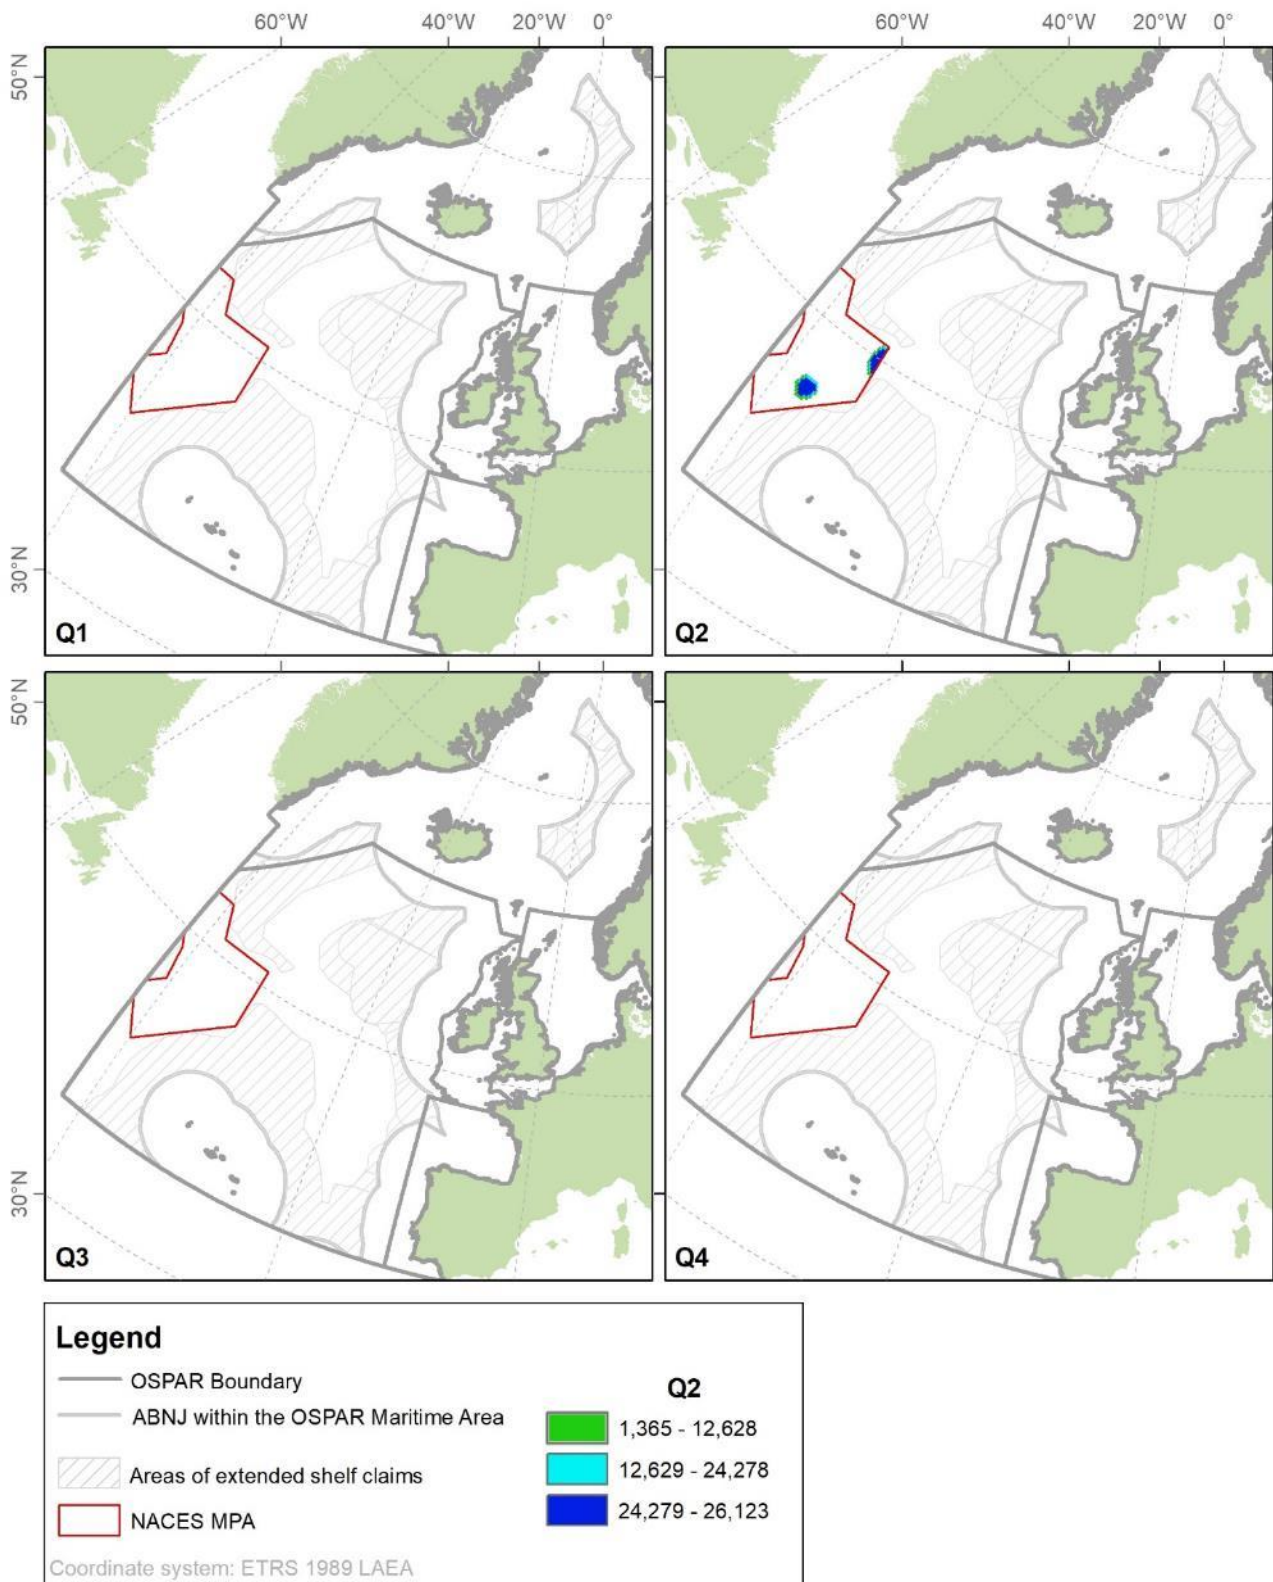 60°W 40°W 20°W 0° 60°W 40°W 20°W 0°
50°N
30°N
Q1 Q2
50°N
30°N
Q3 Q4
Legend
OSPAR Boundary
ABNJ within the OSPAR Maritime Area
Areas of extended shelf claims
NACES MPA
Coordinate system: ETRS 1989 LAEA
Q2
1,365 - 12,628
12,629 - 24,278
24,279 - 26,123